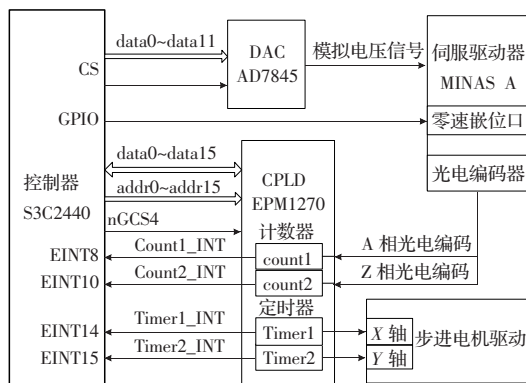 data0~data11
CS
DAC
AD7845
模拟电压信号
伺服驱动器
MINAS A
GPIO
零速嵌位口
data0~data15
光电编码器
控制器
S3C2440
addr0~addr15
CPLD
EPM1270
nGCS4
计数器
EINT8
Count1_INT
count1
A 相光电编码
EINT10
Count2_INT
count2
Z 相光电编码
定时器
EINT14
Timer1_INT
Timer1
X 轴
步进电机驱动
EINT15
Timer2_INT
Timer2
Y 轴